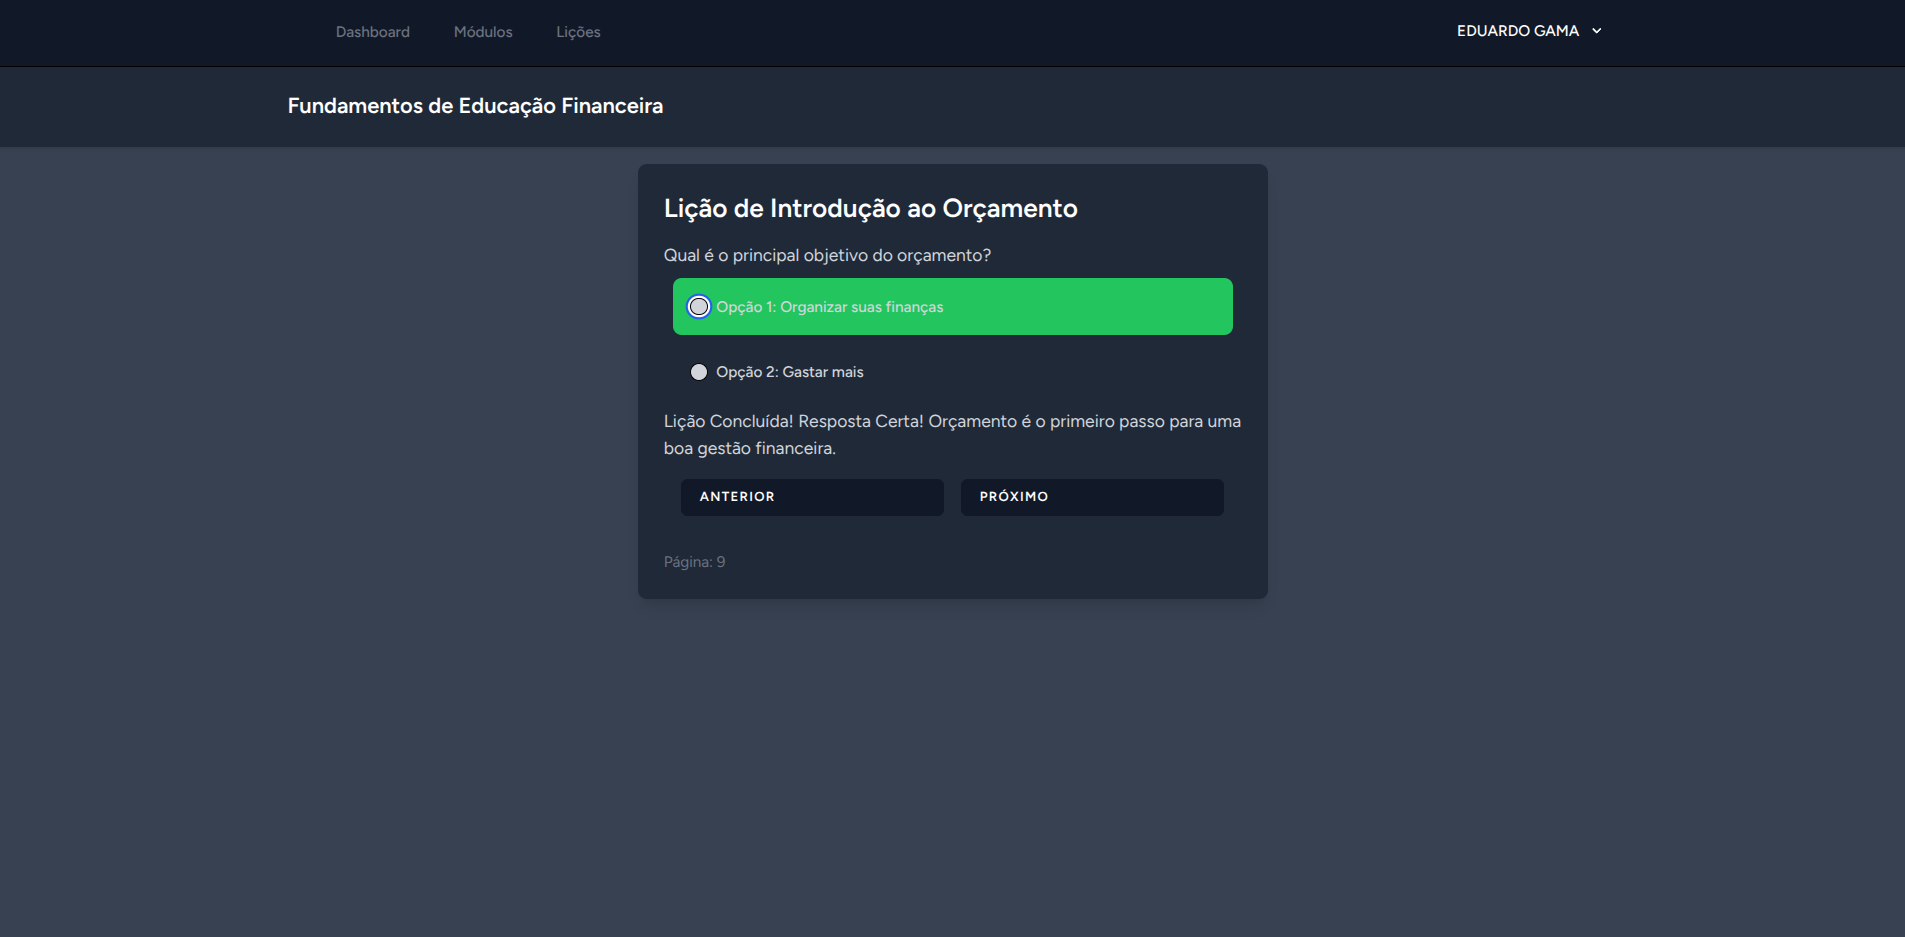 Dashboard Módulos Lições EDUARDO GAMA
Fundamentos de Educação Financeira
Lição de Introdução ao Orçamento
Qual é o principal objetivo do orçamento?
Opção 1: Organizar suas finanças
Opção 2: Gastar mais
Lição Concluída! Resposta Certa! Orçamento é o primeiro passo para uma
boa gestão financeira.
ANTERIOR PRÓXIMO
Página: 9